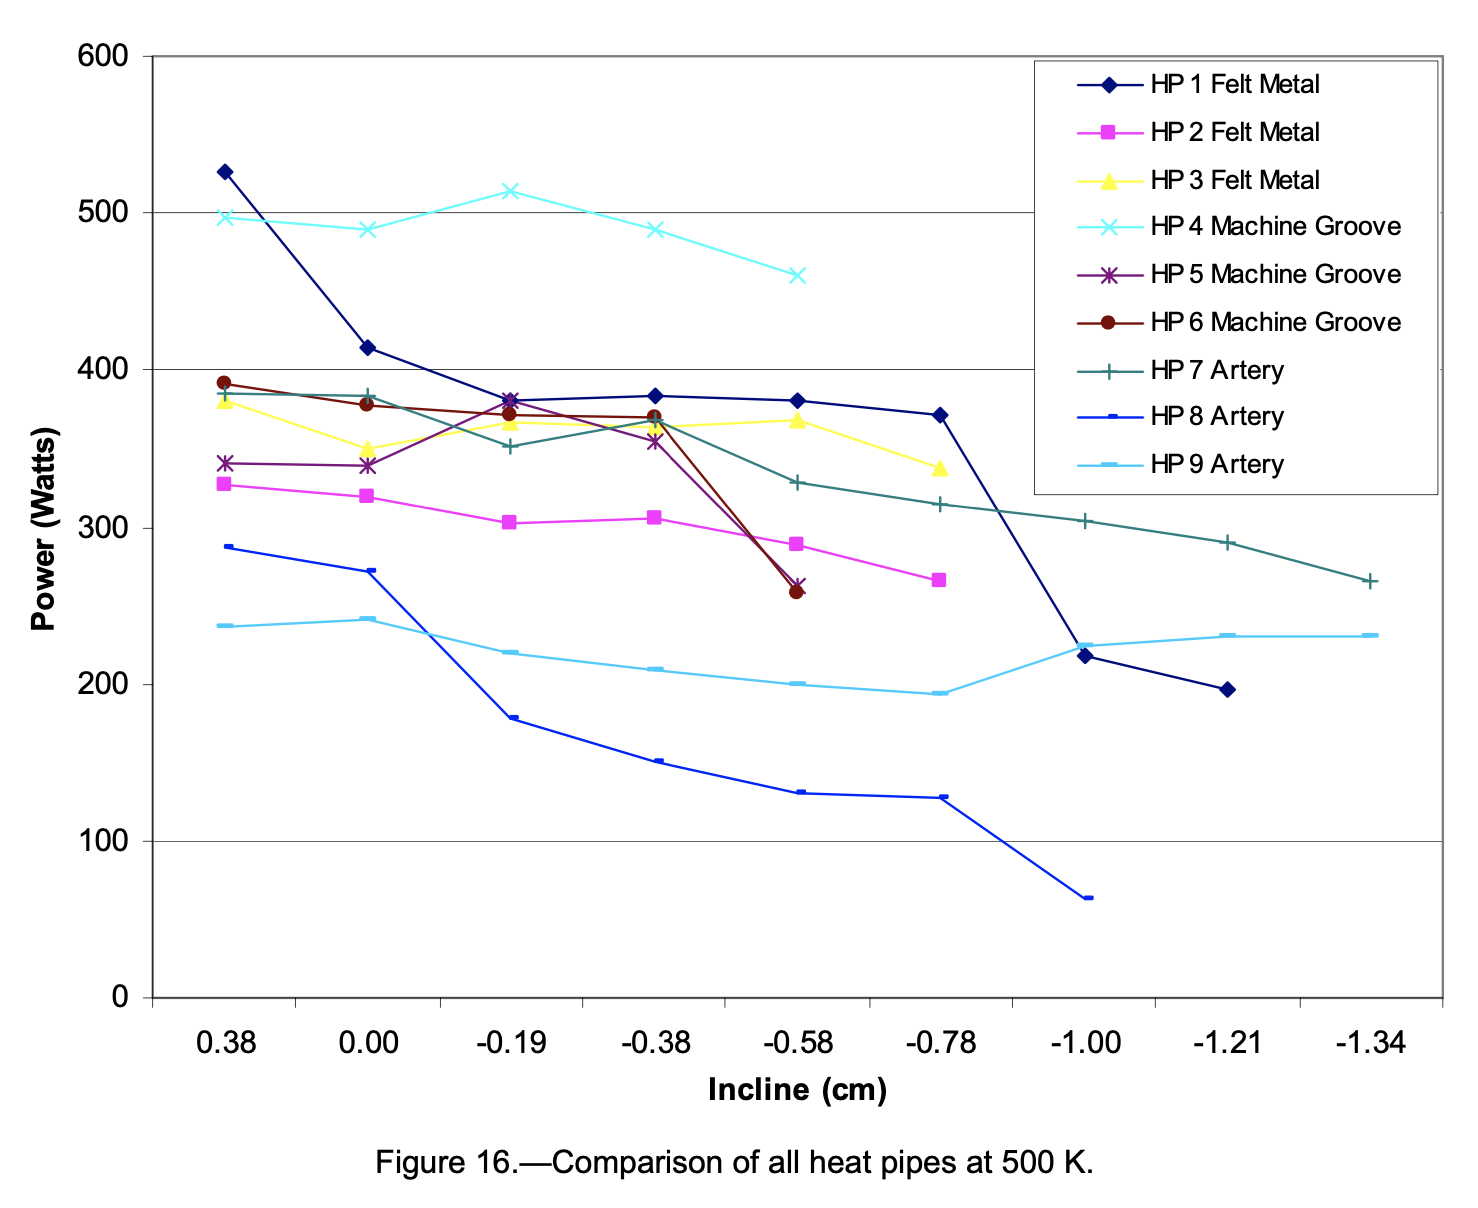 600
500
400
300
200
100
0
Power (Watts)
HP 1 Felt Metal
HP 2 Felt Metal
HP 3 Felt Metal
HP 4 Machine Groove
HP 5 Machine Groove
HP 6 Machine Groove
HP 7 Artery
HP 8 Artery
HP 9 Artery
0.38 0.00 -0.19 -0.38 -0.58 -0.78 -1.00 -1.21 -1.34
Incline (cm)
Figure 16.—Comparison of all heat pipes at 500 K.